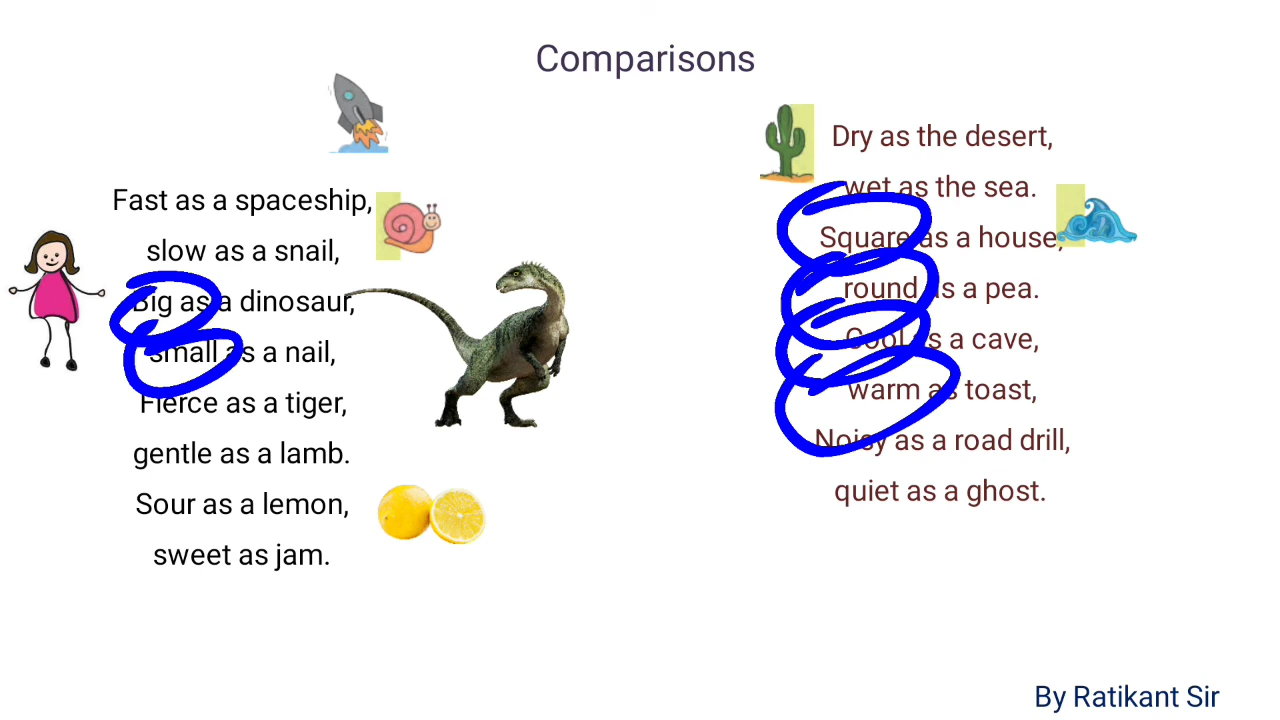 Comparisons
Fast as a spaceship,
slow as a snail,
Big as a dinosaur,
small as a nail,
Fierce as a tiger,
gentle as a lamb.
Sour as a lemon,
sweet as jam.
Dry as the desert,
wet as the sea.
Square as a house,
round as a pea.
Cool as a cave,
warm as toast,
Noisy as a road drill,
quiet as a ghost.
By Ratikant Sir